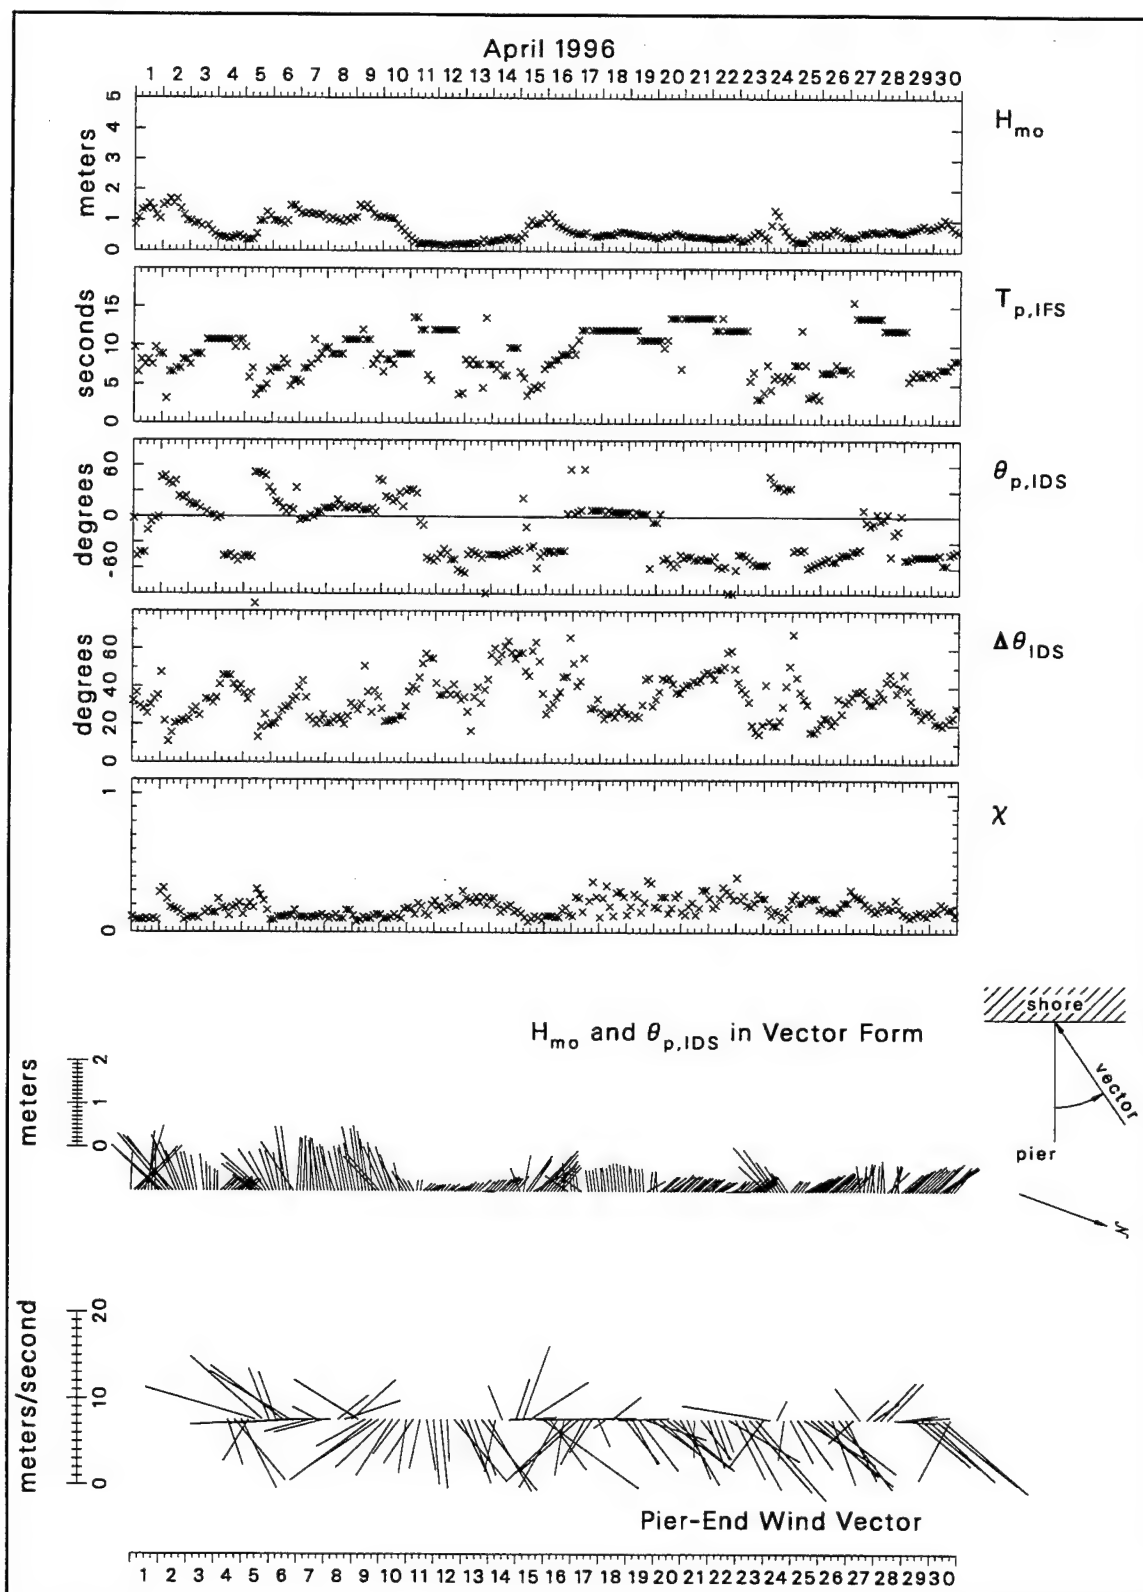 April 1996
1 2 3 4 5 6 7 8 9 10 11 12 13 14 15 16 17 18 19 20 21 22 23 24 25 26 27 28 29 30
5
4
3
2
1
0
meters
H mo
15
10
5
0
seconds
T p,IFS
60
0
-60
degrees
θ p,IDS
60
40
20
0
degrees
Δθ IDS
1
0
χ
shore
H mo and θ p,IDS in Vector Form
vector
pier
N
2
1
0
meters
20
10
0
meters/second
Pier-End Wind Vector
1 2 3 4 5 6 7 8 9 10 11 12 13 14 15 16 17 18 19 20 21 22 23 24 25 26 27 28 29 30